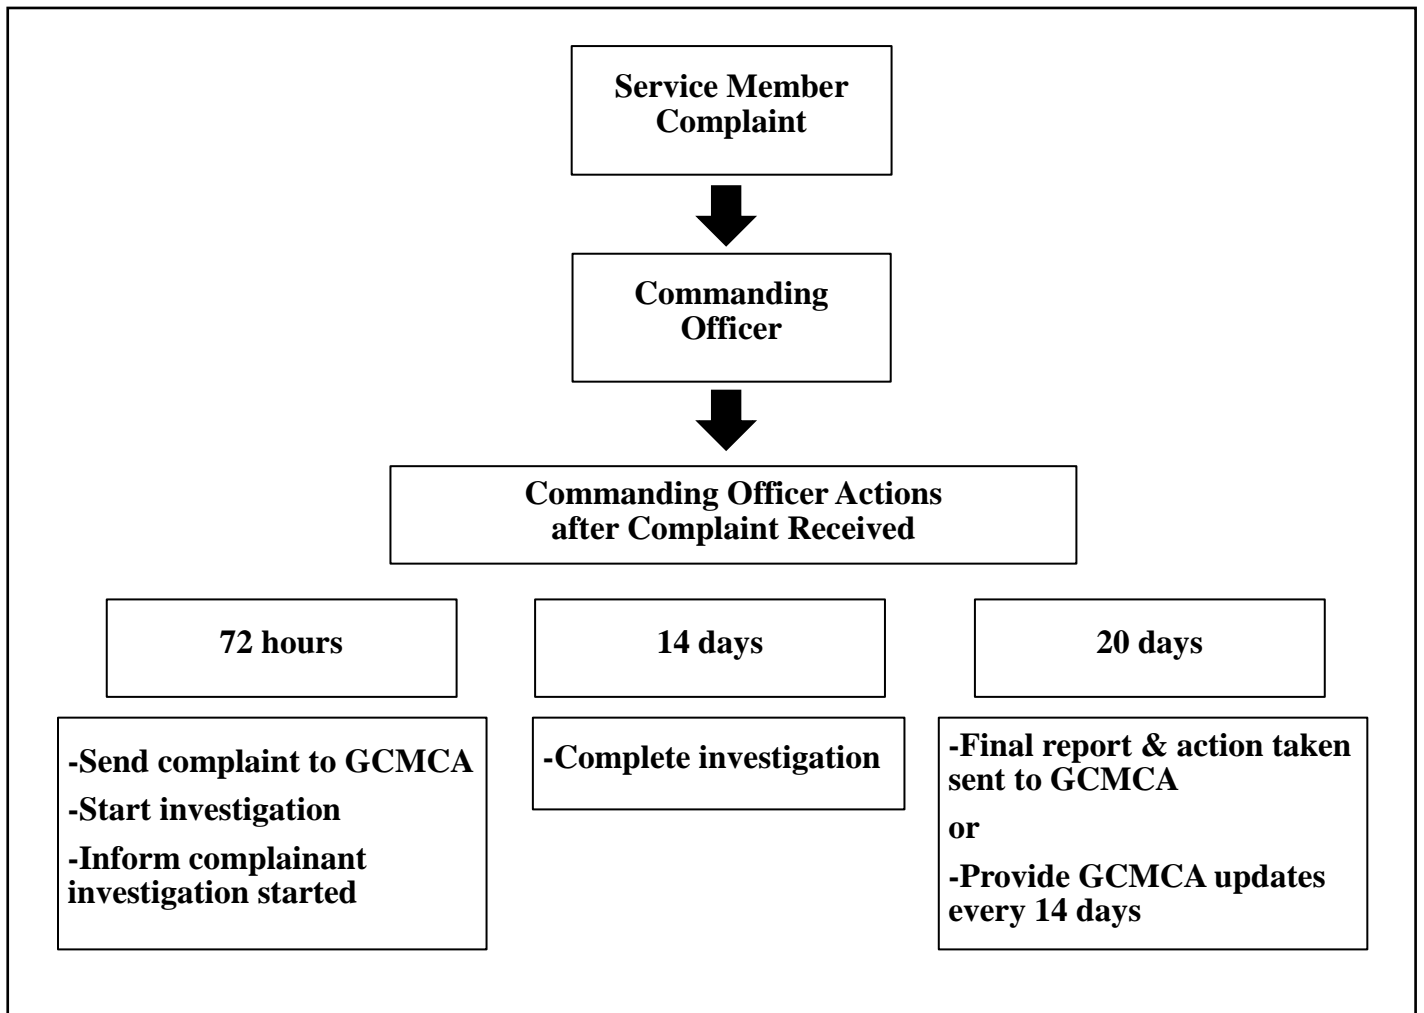 Service Member
Complaint
Commanding
Officer
Commanding Officer Actions
after Complaint Received
72 hours
14 days
20 days
-Send complaint to GCMCA
-Start investigation
-Inform complainant
investigation started
-Complete investigation
-Final report & action taken
sent to GCMCA
or
-Provide GCMCA updates
every 14 days